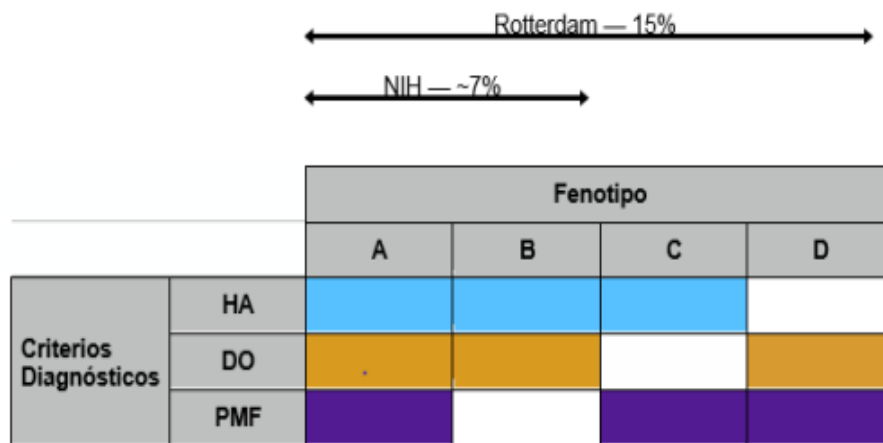 Rotterdam — 15%
NIH — ~7%
Fenotipo
A B C D
Criterios
Diagnósticos
HA
DO
PMF